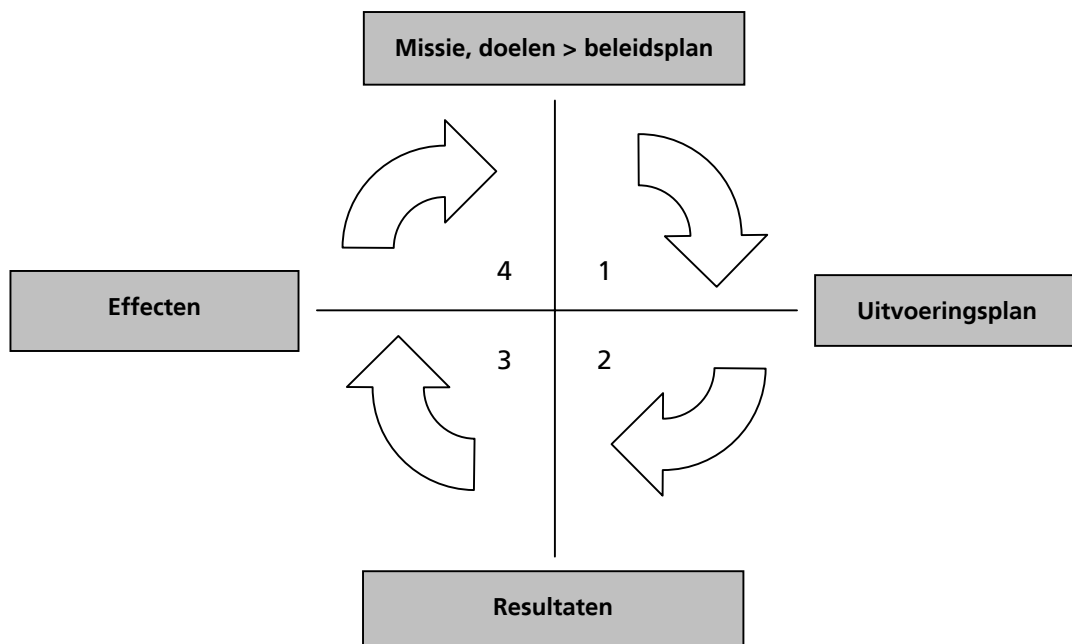 Missie, doelen > beleidsplan
4 1
Effecten
Uitvoeringsplan
3 2
Resultaten